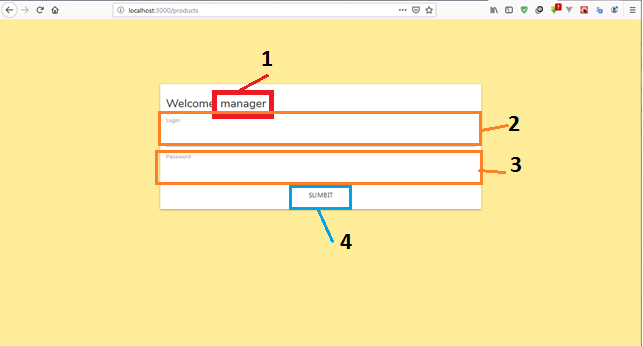 localhost:3000/products
1
Welcome manager
Login
2
Password
3
SUMBIT
4